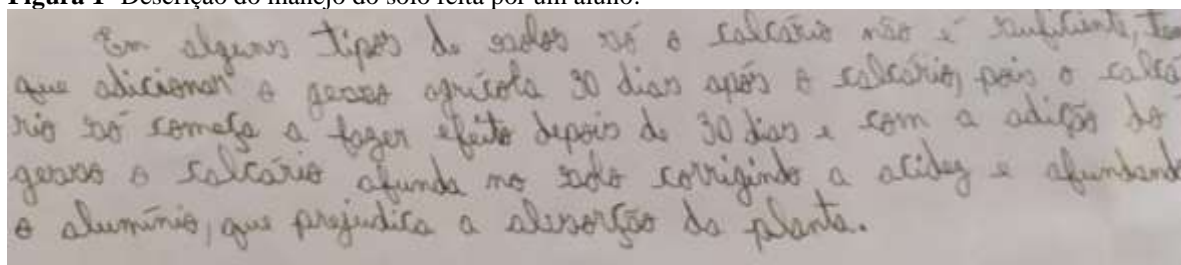 Figura 1- Descrição do manejo do solo feita por um aluno.
Em alguns tipos de solos só o calcário não é suficiente, tem
que adicionar o gesso agrícola 30 dias após o calcário, pois o calcá
rio só começa a fazer efeito depois de 30 dias e com a adição do
gesso o calcário afunda no solo corrigindo a acidez e afundando
o alumínio, que prejudica a absorção da planta.